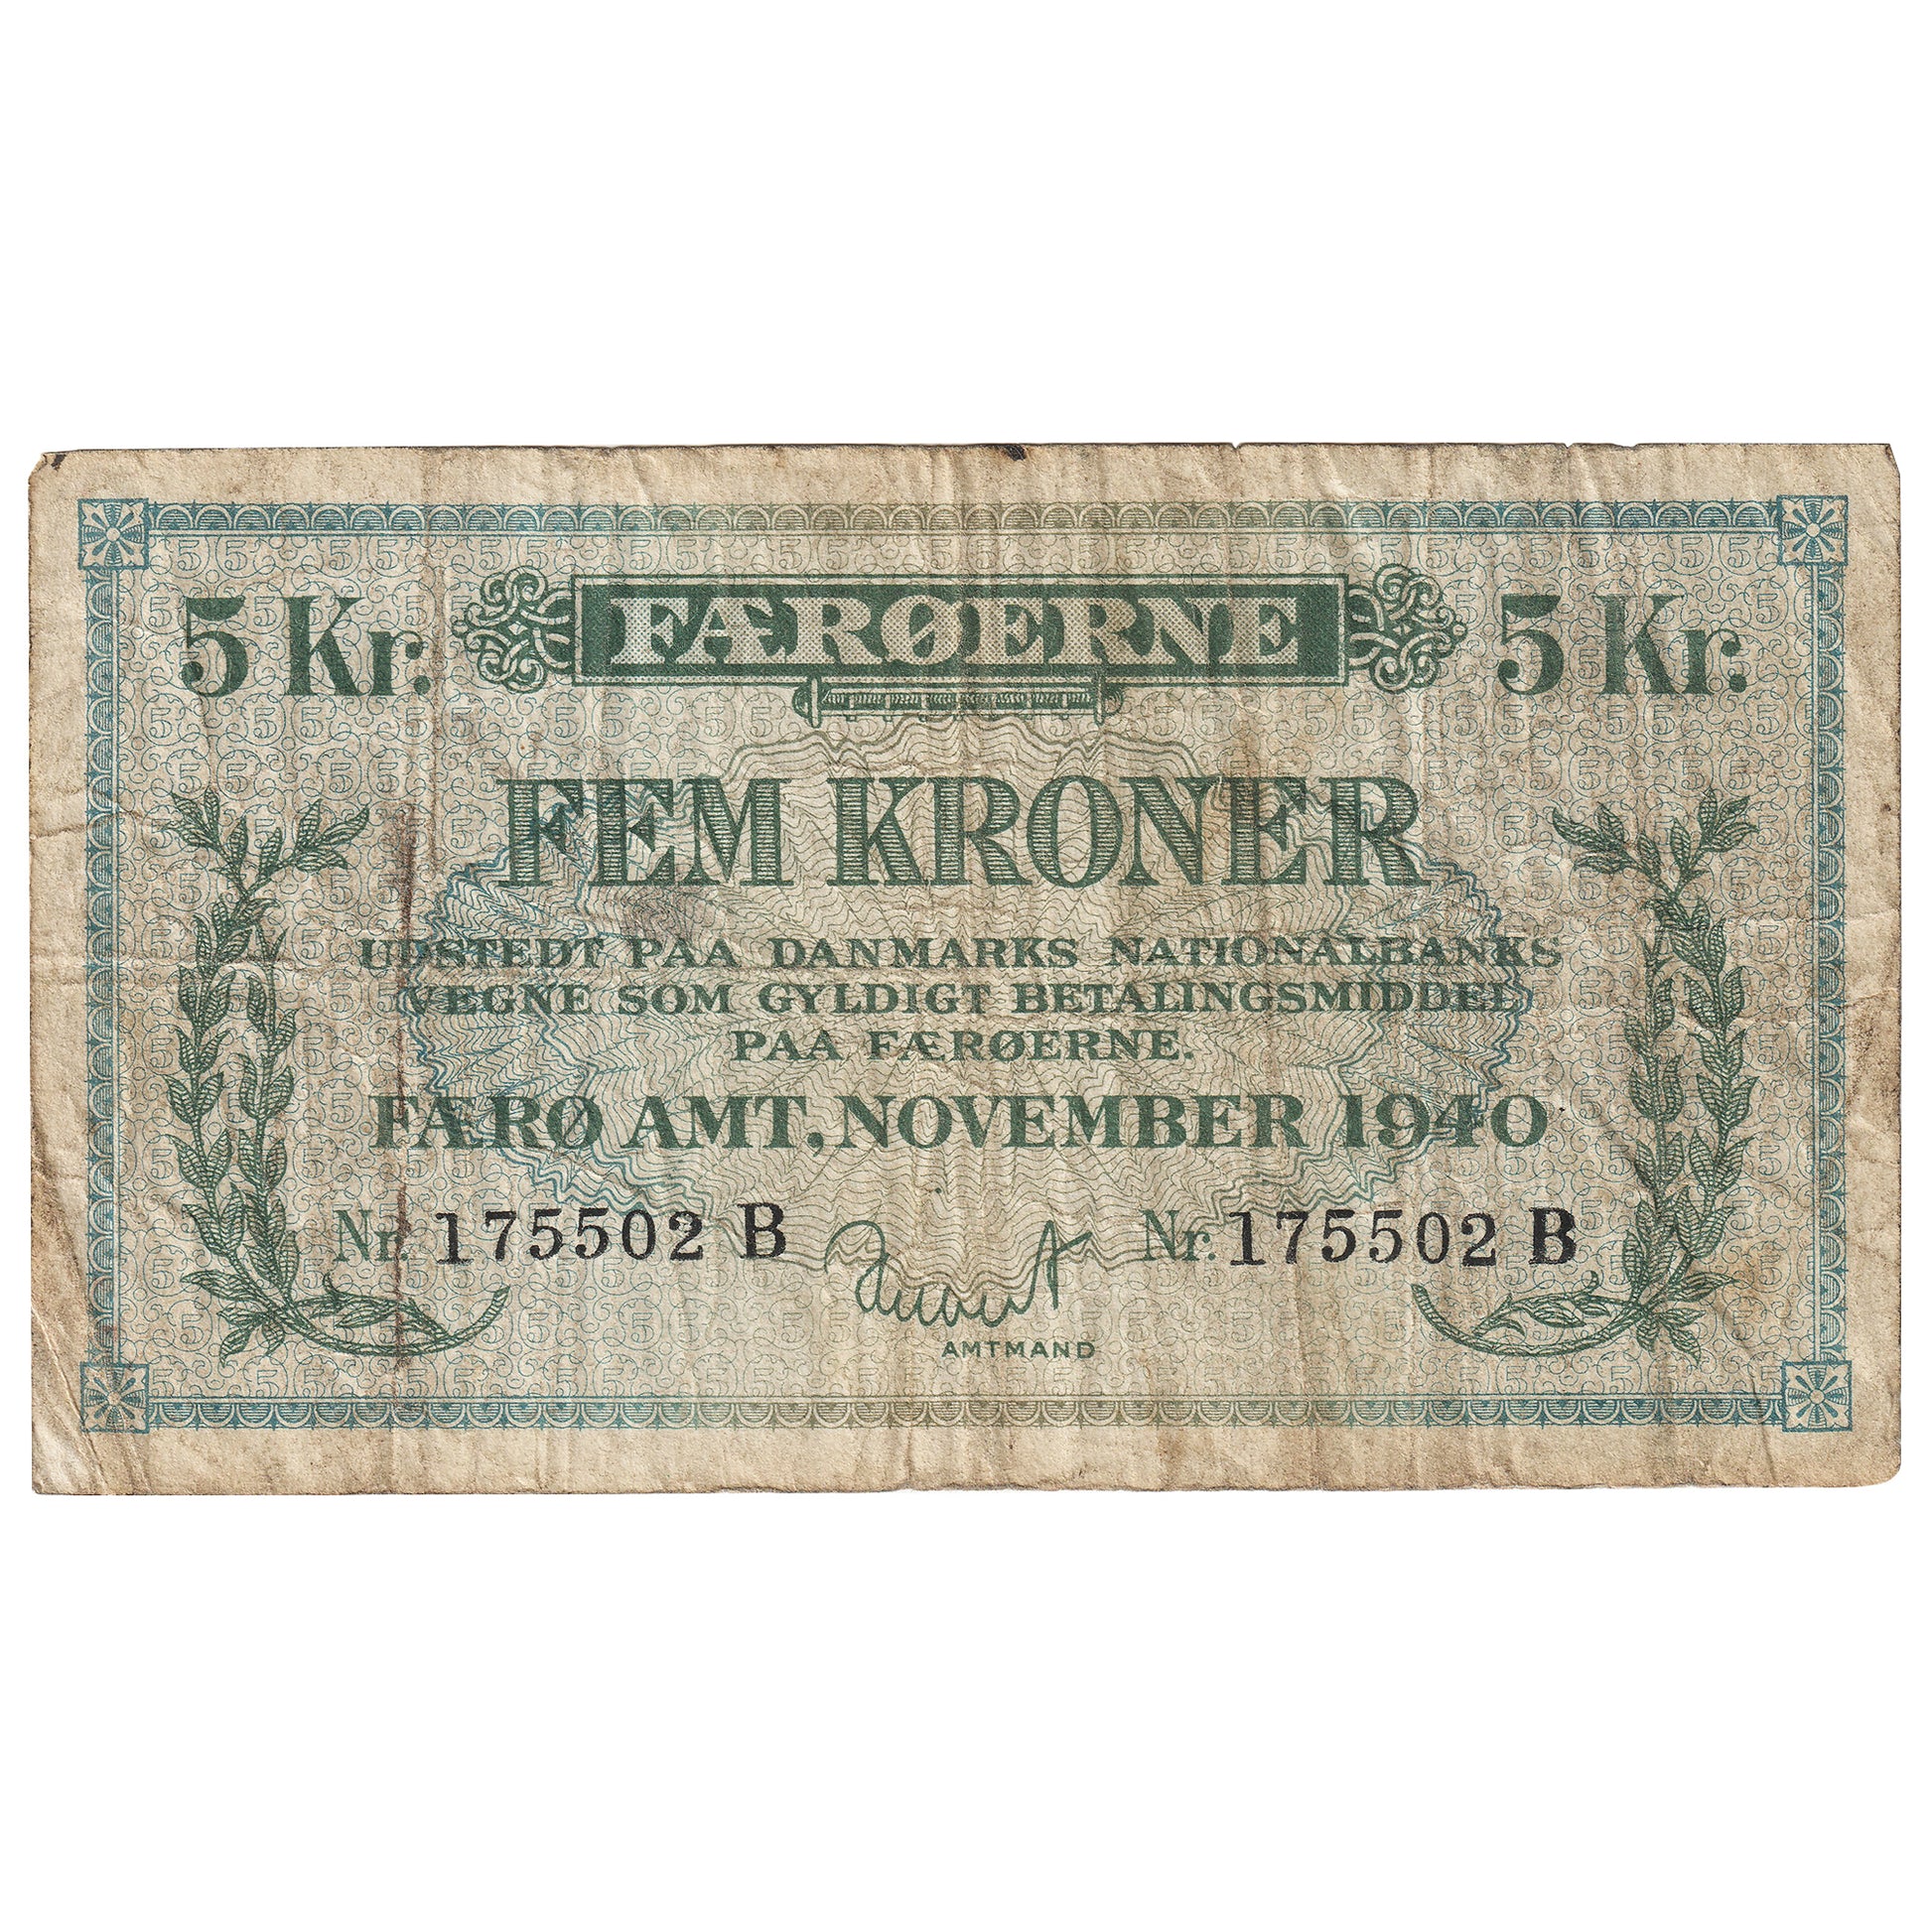 5 Kr. FÆRØERNE 5 Kr.
FEM KRONER
UDSTEDT PAA DANMARKS NATIONALBANKS
VEGNE SOM GYLDIGT BETALINGSMIDDEL
PAA FÆRØERNE.
FÆRØ AMT, NOVEMBER 1940
Nr. 175502 B Nr. 175502 B
AMTMAND